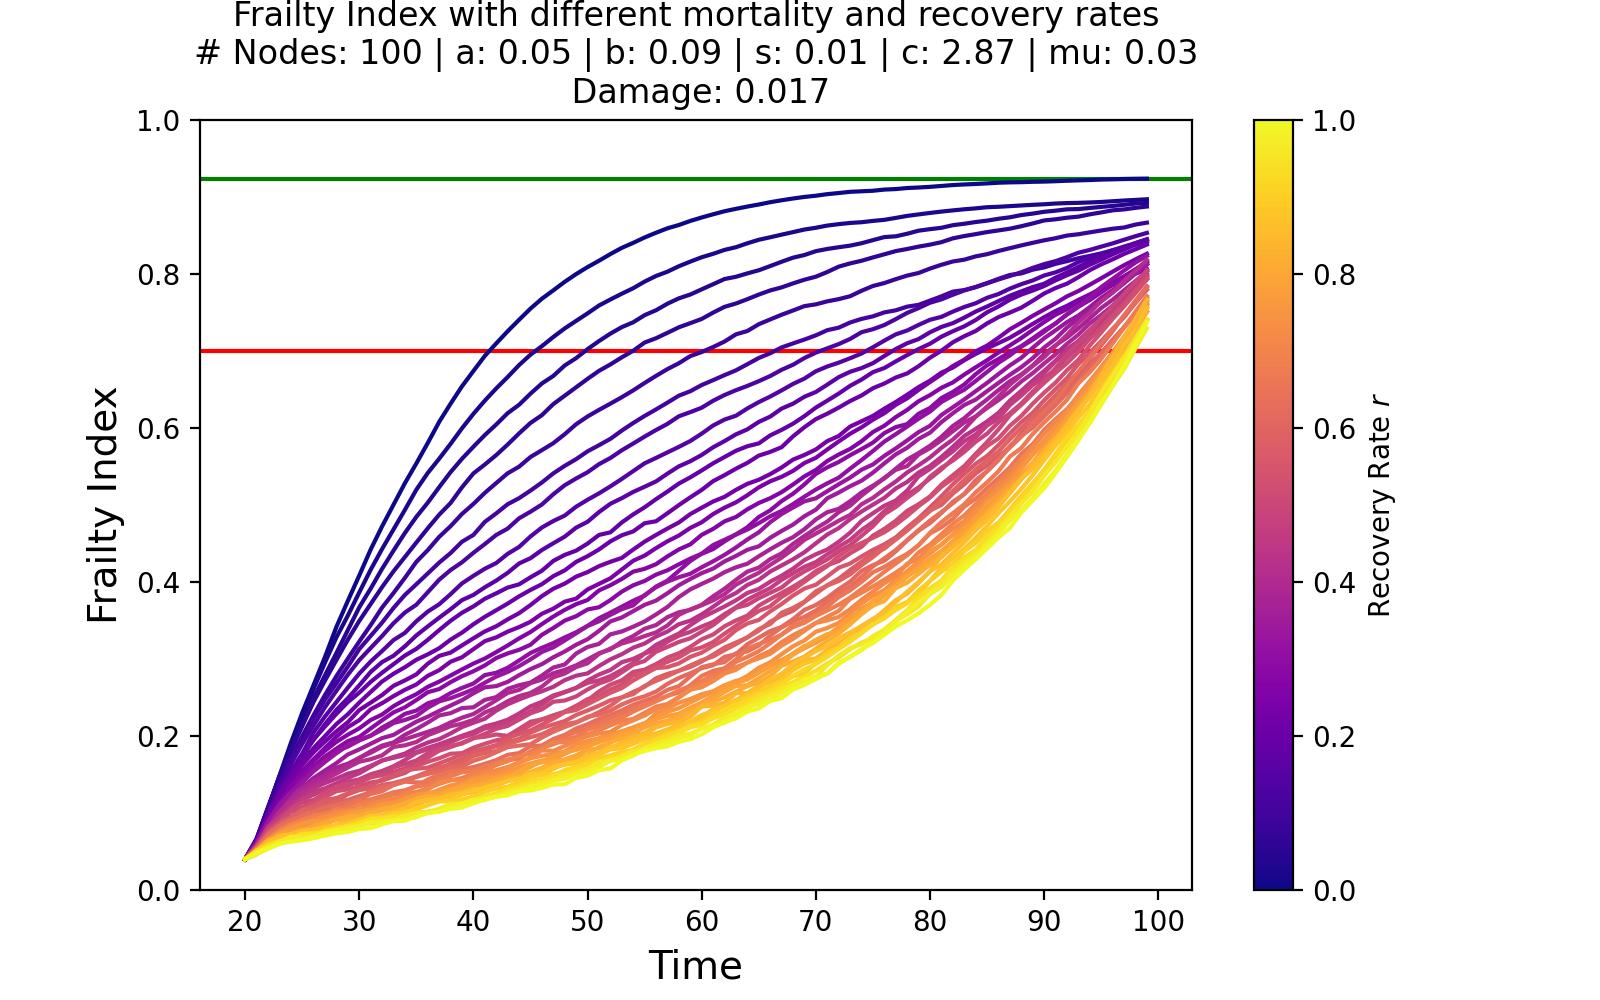 Frailty Index with different mortality and recovery rates
# Nodes: 100 | a: 0.05 | b: 0.09 | s: 0.01 | c: 2.87 | mu: 0.03
Damage: 0.017
1.0
0.8
0.6
0.4
0.2
0.0
Frailty Index
20 30 40 50 60 70 80 90 100
Time
1.0
0.8
0.6
0.4
0.2
0.0
Recovery Rate r